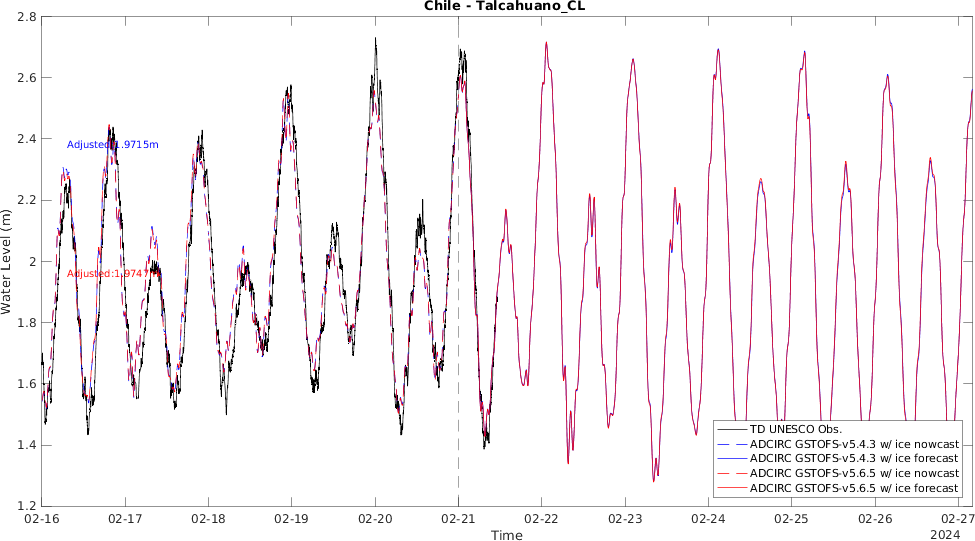 Chile - Talcahuano_CL
2.8
2.6
2.4
2.2
2
1.8
1.6
1.4
1.2
Water Level (m)
Adjusted:1.9715m
Adjusted:1.9747m
TD UNESCO Obs.
ADCIRC GSTOFS-v5.4.3 w/ ice nowcast
ADCIRC GSTOFS-v5.4.3 w/ ice forecast
ADCIRC GSTOFS-v5.6.5 w/ ice nowcast
ADCIRC GSTOFS-v5.6.5 w/ ice forecast
02-16 02-17 02-18 02-19 02-20 02-21 02-22 02-23 02-24 02-25 02-26 02-27
Time
2024